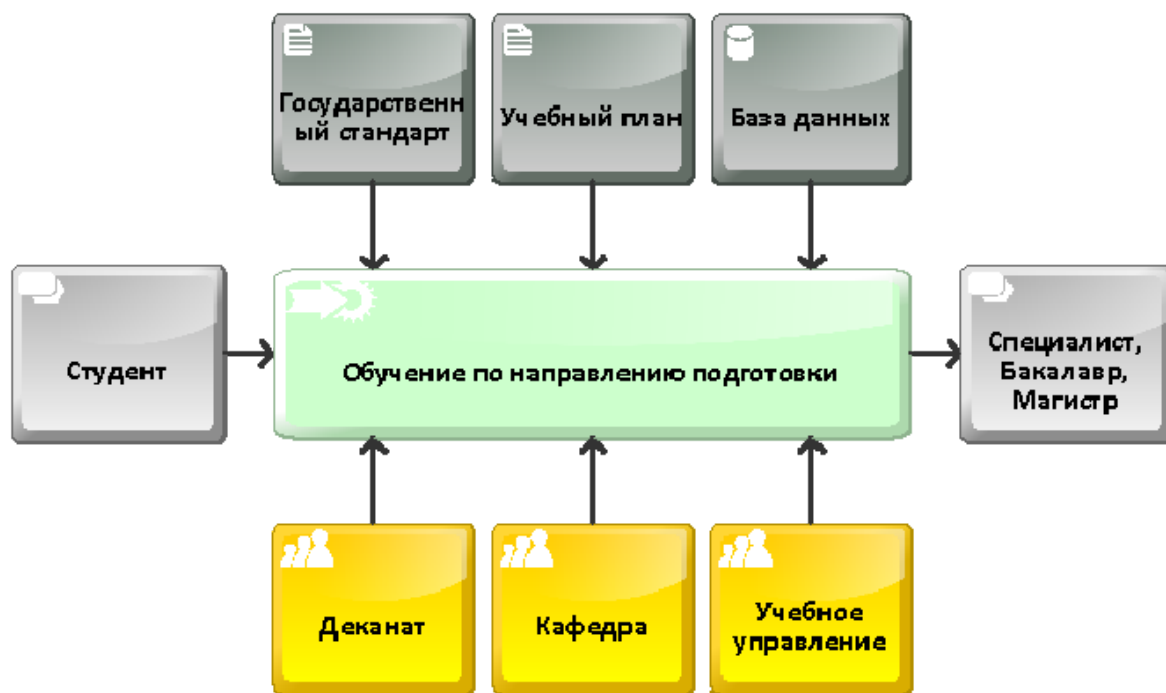 Государственн
ый стандарт
Учебный план
База данных
Студент
Обучение по направлению подготовки
Специалист,
Бакалавр,
Магистр
Деканат
Кафедра
Учебное
управление